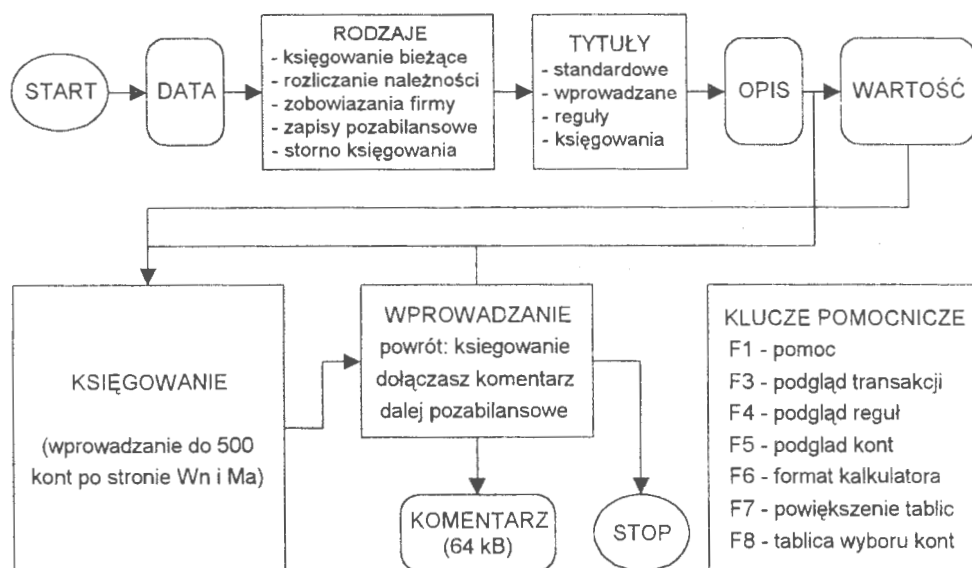 START
DATA
RODZAJE
- księgowanie bieżące
- rozliczanie należności
- zobowiazania firmy
- zapisy pozabilansowe
- storno księgowania
TYTUŁY
- standardowe
- wprowadzane
- reguły
- księgowania
OPIS
WARTOŚĆ
KSIĘGOWANIE
(wprowadzanie do 500
kont po stronie Wn i Ma)
WPROWADZANIE
powrót: ksiegowanie
dołączasz komentarz
dalej pozabilansowe
KOMENTARZ
(64 kB)
STOP
KLUCZE POMOCNICZE
F1 - pomoc
F3 - podgląd transakcji
F4 - podgląd reguł
F5 - podglad kont
F6 - format kalkulatora
F7 - powiększenie tablic
F8 - tablica wyboru kont